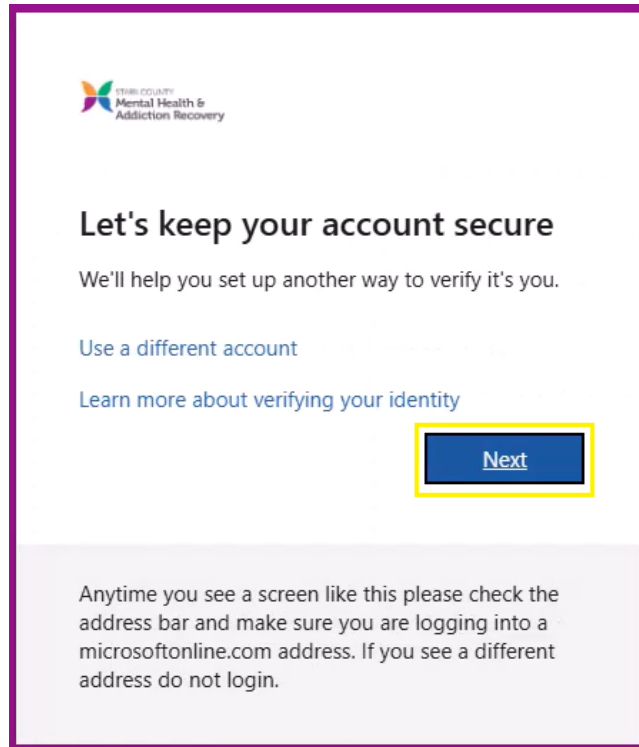 STARK COUNTY
Mental Health &
Addiction Recovery
Let's keep your account secure
We'll help you set up another way to verify it's you.
Use a different account
Learn more about verifying your identity
Next
Anytime you see a screen like this please check the
address bar and make sure you are logging into a
microsoftonline.com address. If you see a different
address do not login.